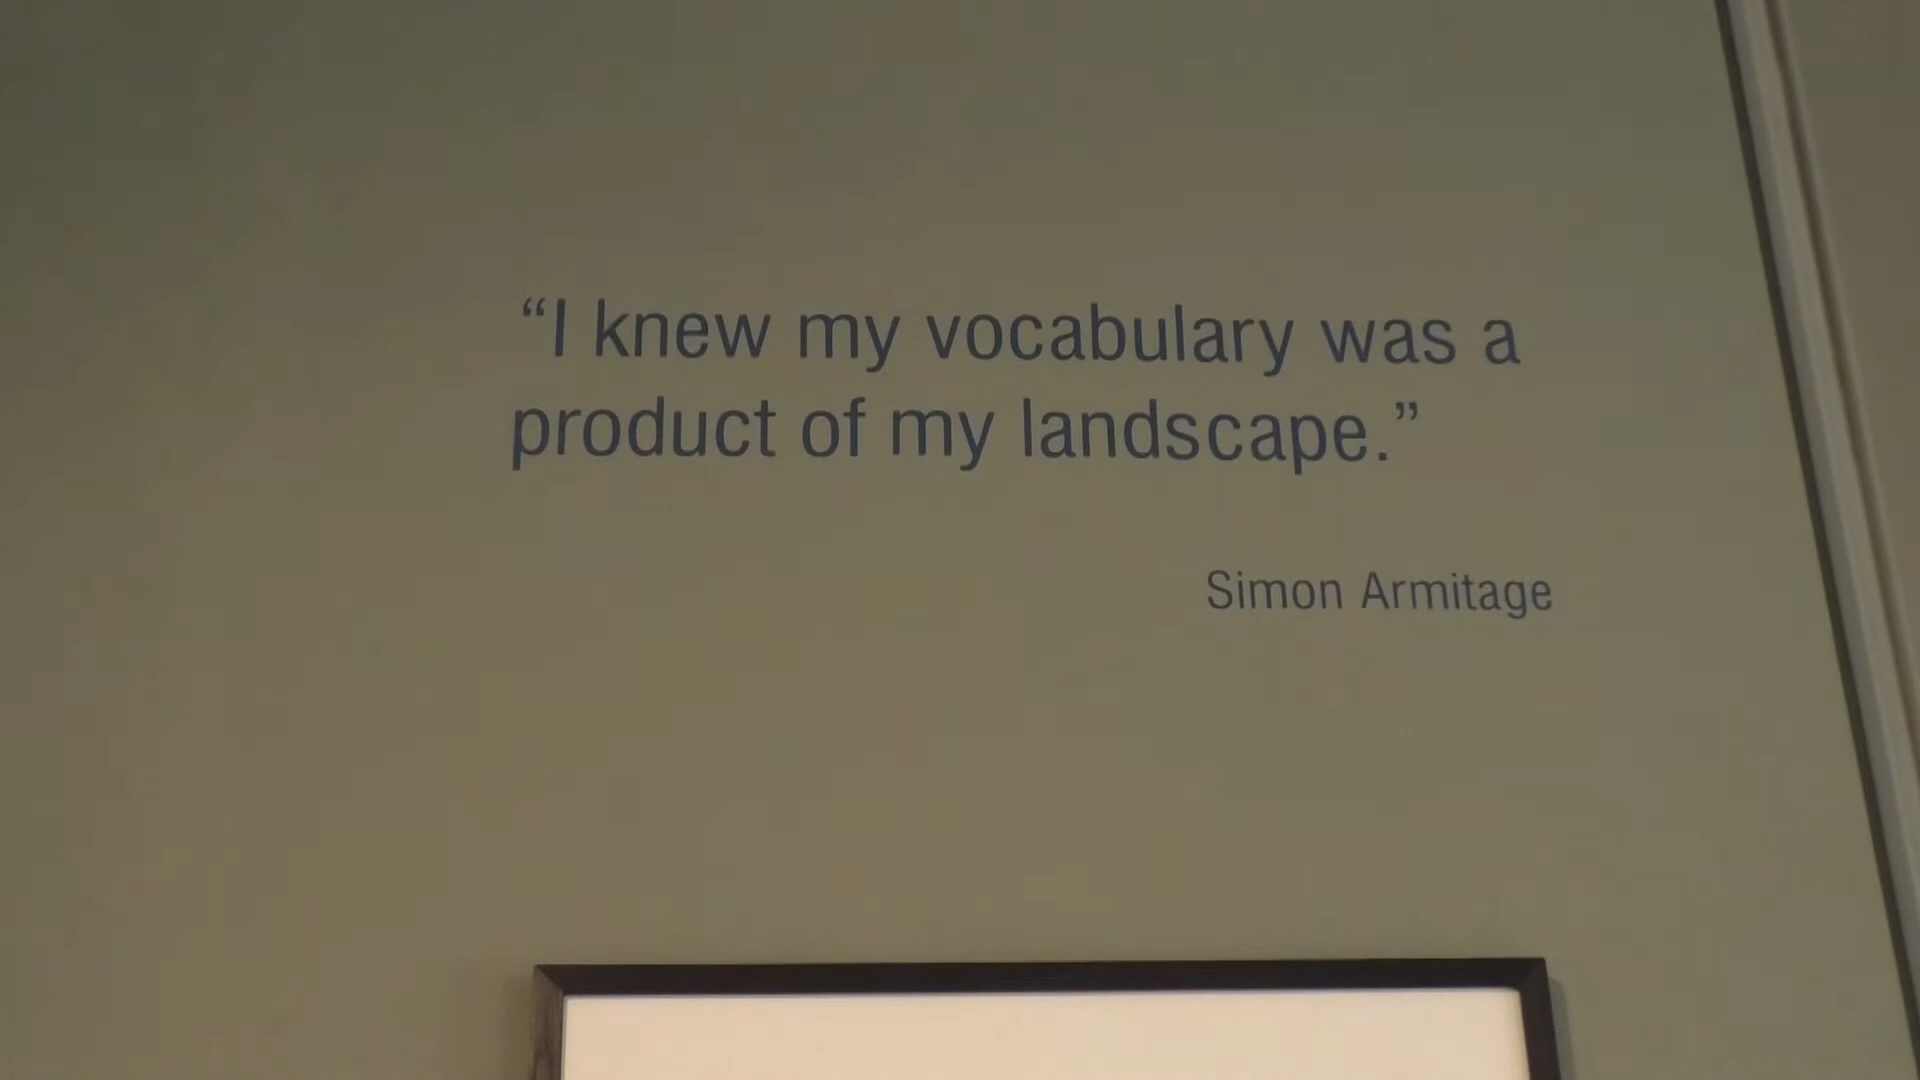 “I knew my vocabulary was a
product of my landscape.”
Simon Armitage